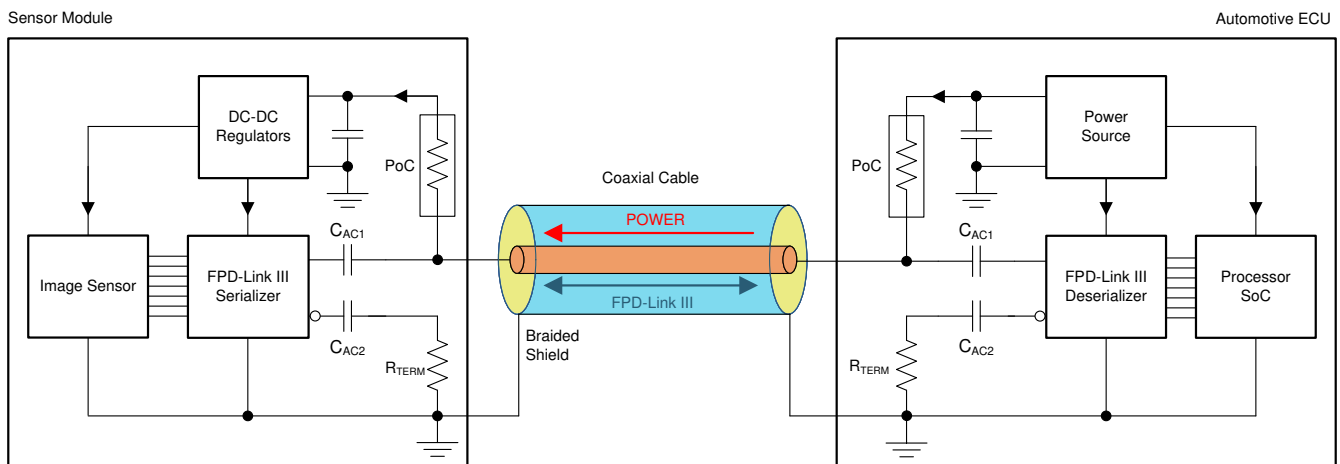 Sensor Module
Automotive ECU
DC-DC
Regulators
PoC
Coaxial Cable
POWER
FPD-Link III
Braided
Shield
Image Sensor
FPD-Link III
Serializer
CAC1
CAC2
RTERM
PoC
Power
Source
CAC1
CAC2
RTERM
FPD-Link III
Deserializer
Processor
SoC